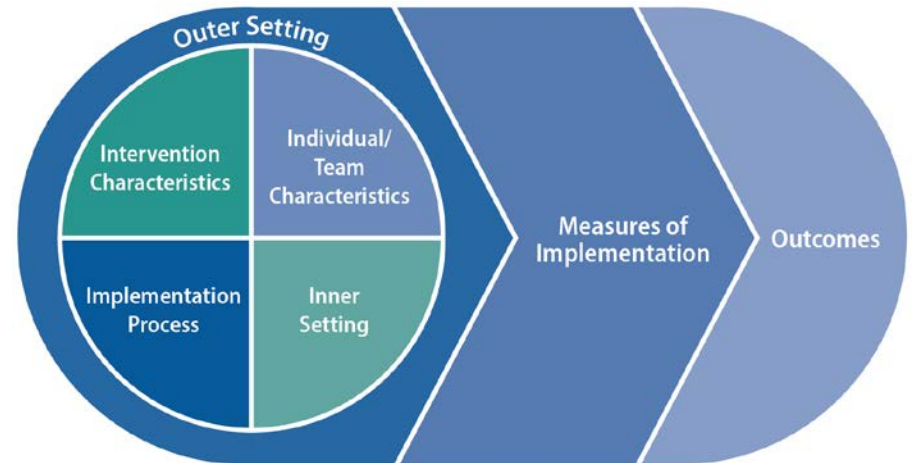 Outer Setting
Intervention
Characteristics
Individual/
Team
Characteristics
Implementation
Process
Inner
Setting
Measures of
Implementation
Outcomes